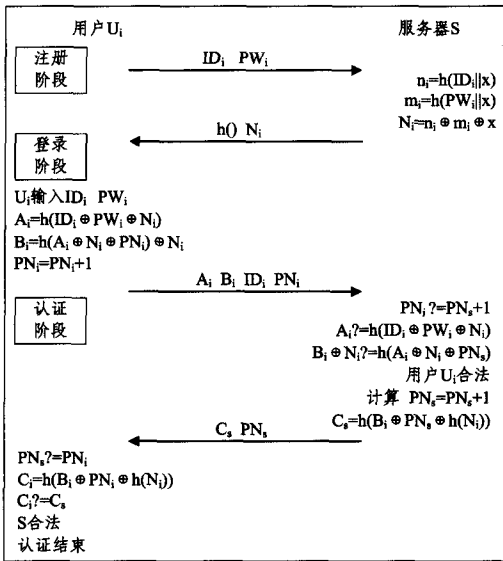 用户Ui
服务器S
注册
阶段
IDi PWi
ni=h(IDi||x)
mi=h(PWi||x)
Ni=ni⊕mi⊕x
h() Ni
登录
阶段
Ui输入IDi PWi
Ai=h(IDi⊕PWi⊕Ni)
Bi=h(Ai⊕Ni⊕PNi)⊕Ni
PNi=PNi+1
Ai Bi IDi PNi
认证
阶段
PNi?=PNs+1
Ai?=h(IDi⊕PWi⊕Ni)
Bi⊕Ni?=h(Ai⊕Ni⊕PNs)
用户Ui合法
计算 PNs=PNs+1
Cs=h(Bi⊕PNs⊕h(Ni))
Cs PNs
PNs?=PNi
Ci=h(Bi⊕PNi⊕h(Ni))
Ci?=Cs
S合法
认证结束